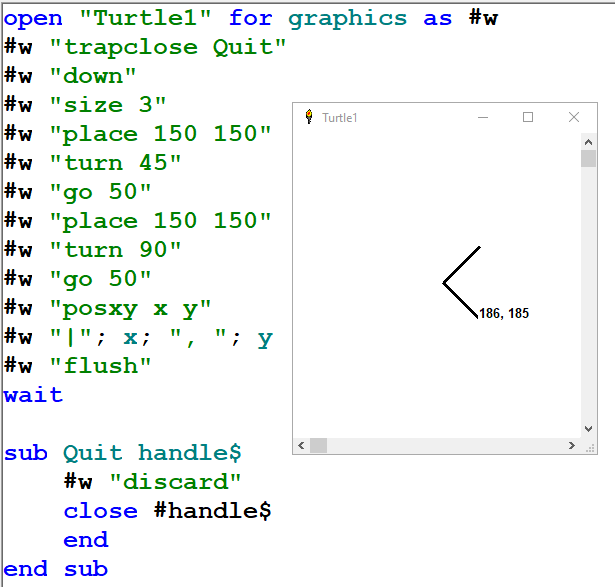 open "Turtle1" for graphics as #w
#w "trapclose Quit"
#w "down"
#w "size 3"
#w "place 150 150"
#w "turn 45"
#w "go 50"
#w "place 150 150"
#w "turn 90"
#w "go 50"
#w "posxy x y"
#w "|"; x; ", "; y
#w "flush"
wait
sub Quit handle$
#w "discard"
close #handle$
end
end sub
Turtle1
186, 185